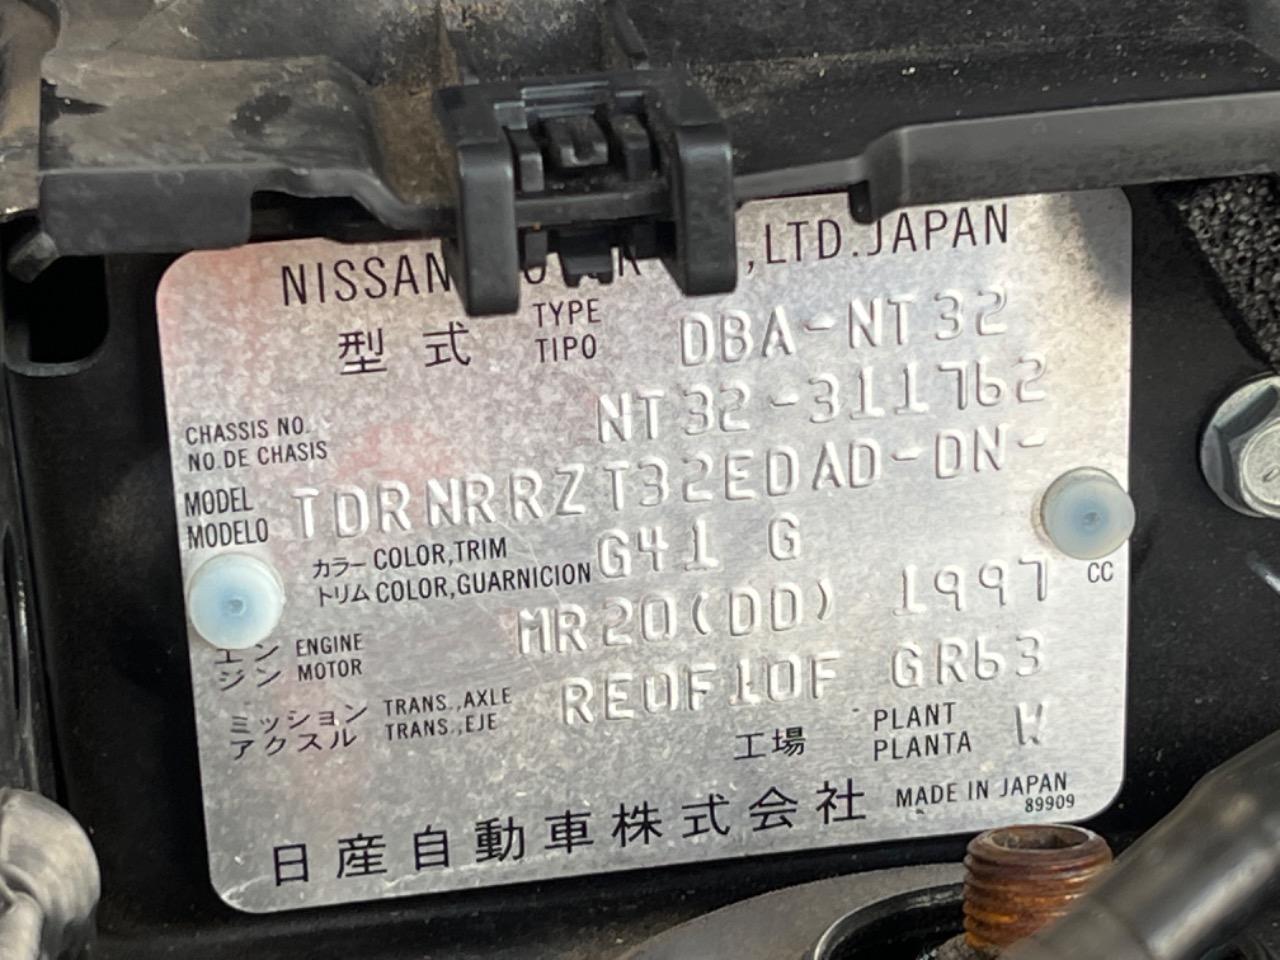 NISSAN MOTOR CO.,LTD.JAPAN
型式 TYPE TIPO DBA-NT32
CHASSIS NO. NO.DE CHASIS NT32-311762
MODEL MODELO TDRNRRZT32EDAD-DN-
カラー COLOR,TRIM トリム COLOR,GUARNICION G41 G
エンジン ENGINE MOTOR MR20(DD) 1997 CC
ミッション アクスル TRANS.,AXLE TRANS.,EJE RE0F10F GR63
工場 PLANT PLANTA K
日産自動車株式会社 MADE IN JAPAN
89909